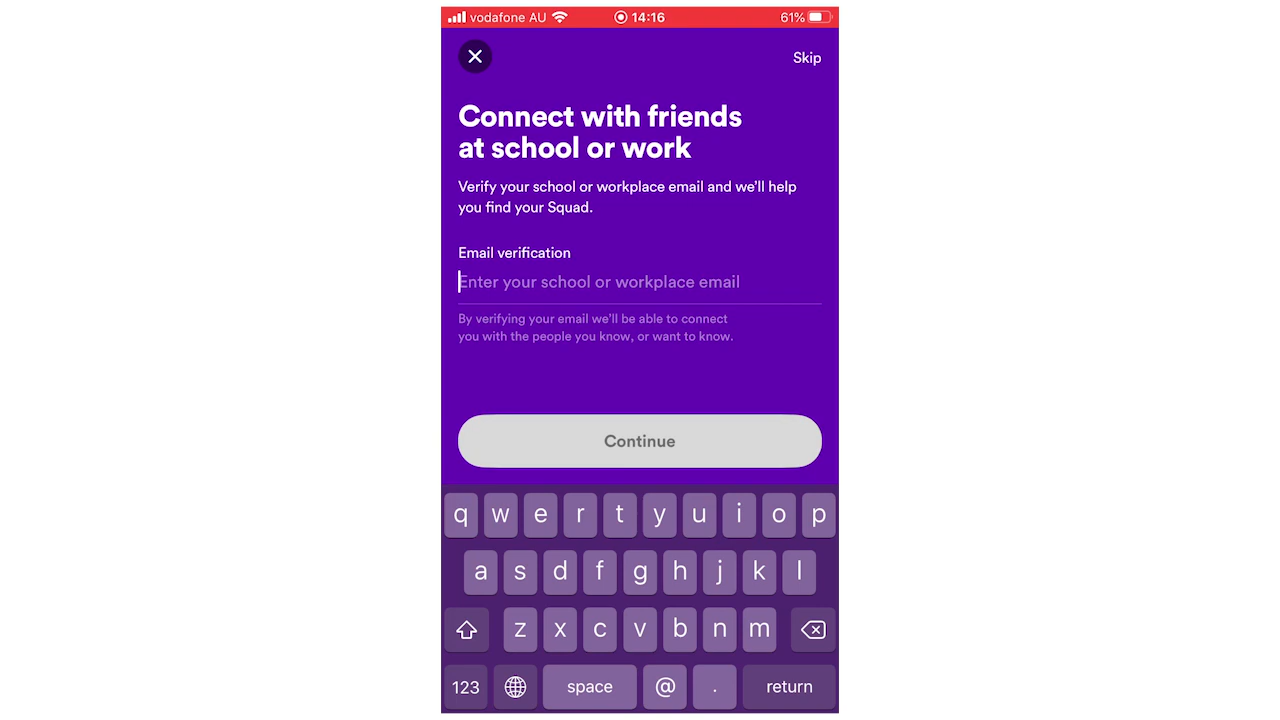 vodafone AU 14:16 61%
Skip
Connect with friends
at school or work
Verify your school or workplace email and we'll help
you find your Squad.
Email verification
Enter your school or workplace email
By verifying your email we'll be able to connect
you with the people you know, or want to know.
Continue
q w e r t y u i o p
a s d f g h j k l
z x c v b n m
123 space @ . return